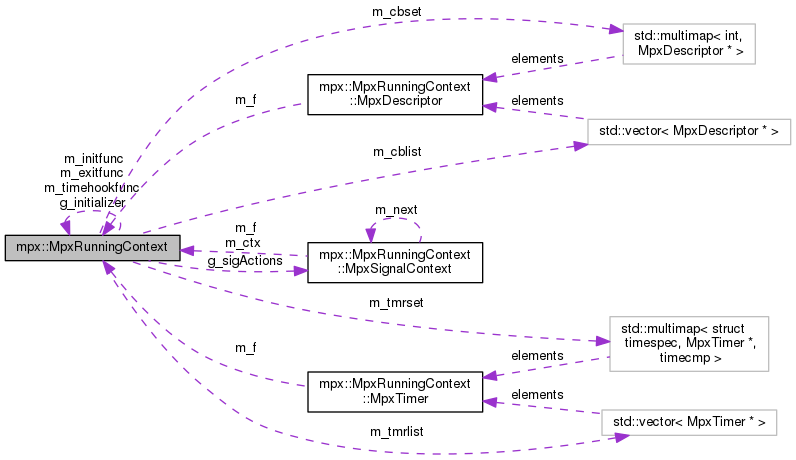 m_cbset
std::multimap< int,
MpxDescriptor * >
elements
mpx::MpxRunningContext
::MpxDescriptor
m_f
elements
std::vector< MpxDescriptor * >
m_cblist
m_initfunc
m_exitfunc
m_timehookfunc
g_initializer
m_next
m_f
m_ctx
g_sigActions
mpx::MpxRunningContext
mpx::MpxRunningContext
::MpxSignalContext
m_tmrset
std::multimap< struct
timespec, MpxTimer *,
timecmp >
elements
m_f
mpx::MpxRunningContext
::MpxTimer
elements
std::vector< MpxTimer * >
m_tmrlist